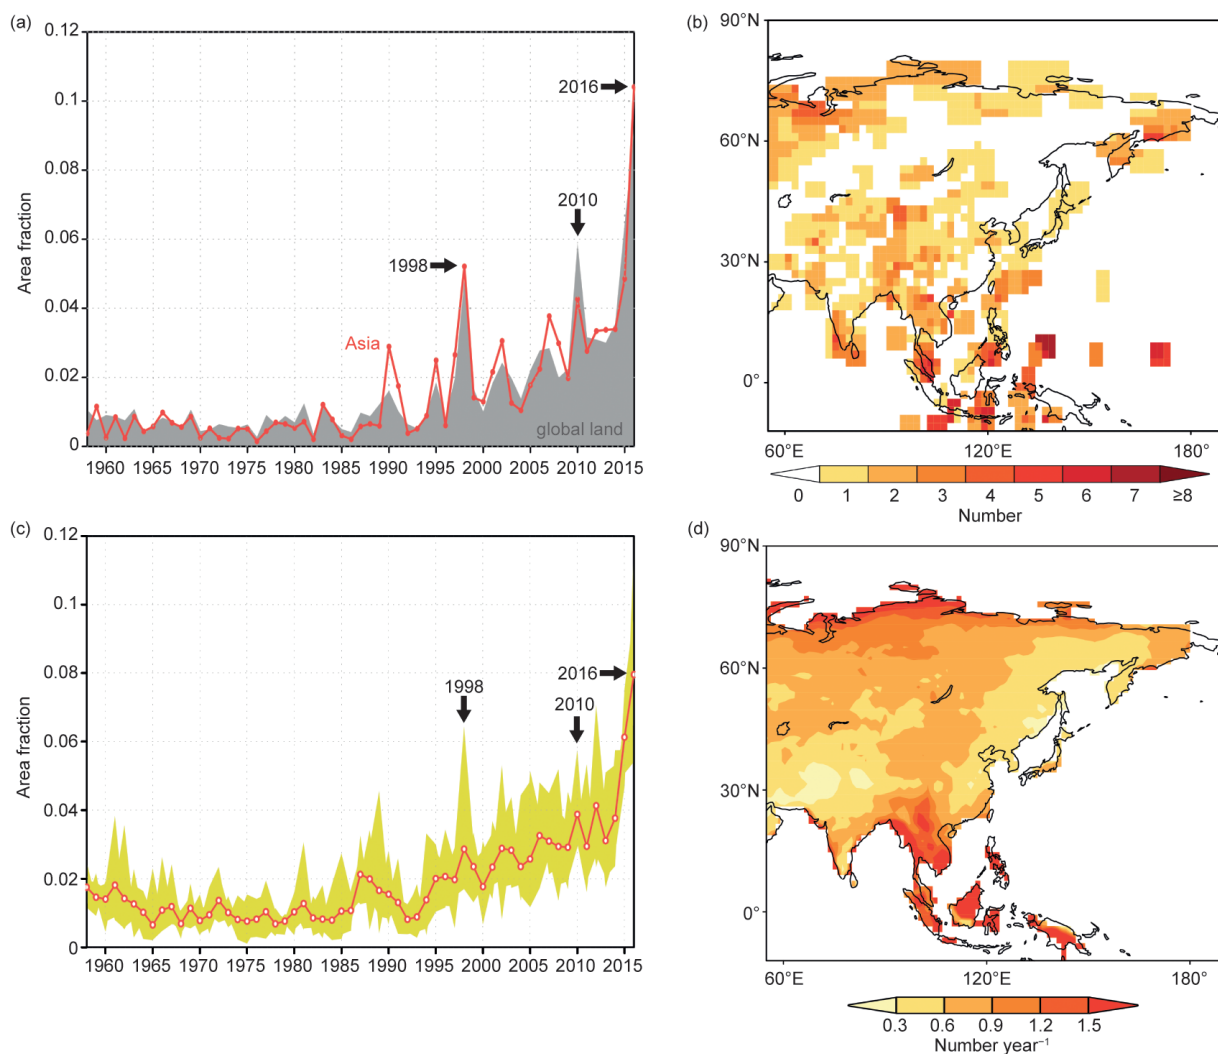 (a)
0.12
0.1
0.08
0.06
0.04
0.02
0
Area fraction
2016
2010
1998
Asia
global land
1960 1965 1970 1975 1980 1985 1990 1995 2000 2005 2010 2015
(b)
90°N
60°N
30°N
0°
60°E 120°E 180°
0 1 2 3 4 5 6 7 ≥8
Number
(c)
0.12
0.1
0.08
0.06
0.04
0.02
0
Area fraction
2016
1998
2010
1960 1965 1970 1975 1980 1985 1990 1995 2000 2005 2010 2015
(d)
90°N
60°N
30°N
0°
60°E 120°E 180°
0.3 0.6 0.9 1.2 1.5
Number year⁻¹